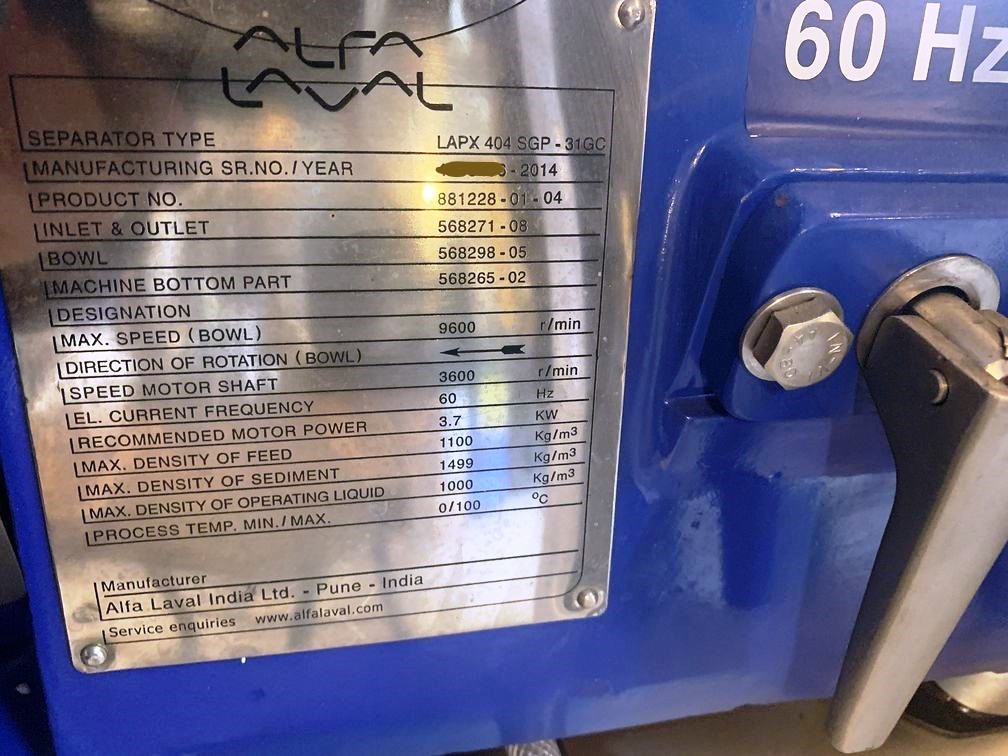 ALFA
LAVAL
60 Hz
SEPARATOR TYPE LAPX 404 SGP - 31GC
MANUFACTURING SR.NO. / YEAR - 2014
PRODUCT NO. 881228 - 01 - 04
INLET & OUTLET 568271 - 08
BOWL 568298 - 05
MACHINE BOTTOM PART 568265 - 02
DESIGNATION
MAX. SPEED ( BOWL ) 9600 r/min
DIRECTION OF ROTATION ( BOWL )
SPEED MOTOR SHAFT 3600 r/min
EL. CURRENT FREQUENCY 60 Hz
RECOMMENDED MOTOR POWER 3.7 KW
MAX. DENSITY OF FEED 1100 Kg/m³
MAX. DENSITY OF SEDIMENT 1499 Kg/m³
MAX. DENSITY OF OPERATING LIQUID 1000 Kg/m³
PROCESS TEMP. MIN. / MAX. 0/100 °C
Manufacturer
Alfa Laval India Ltd. - Pune - India
Service enquiries www.alfalaval.com